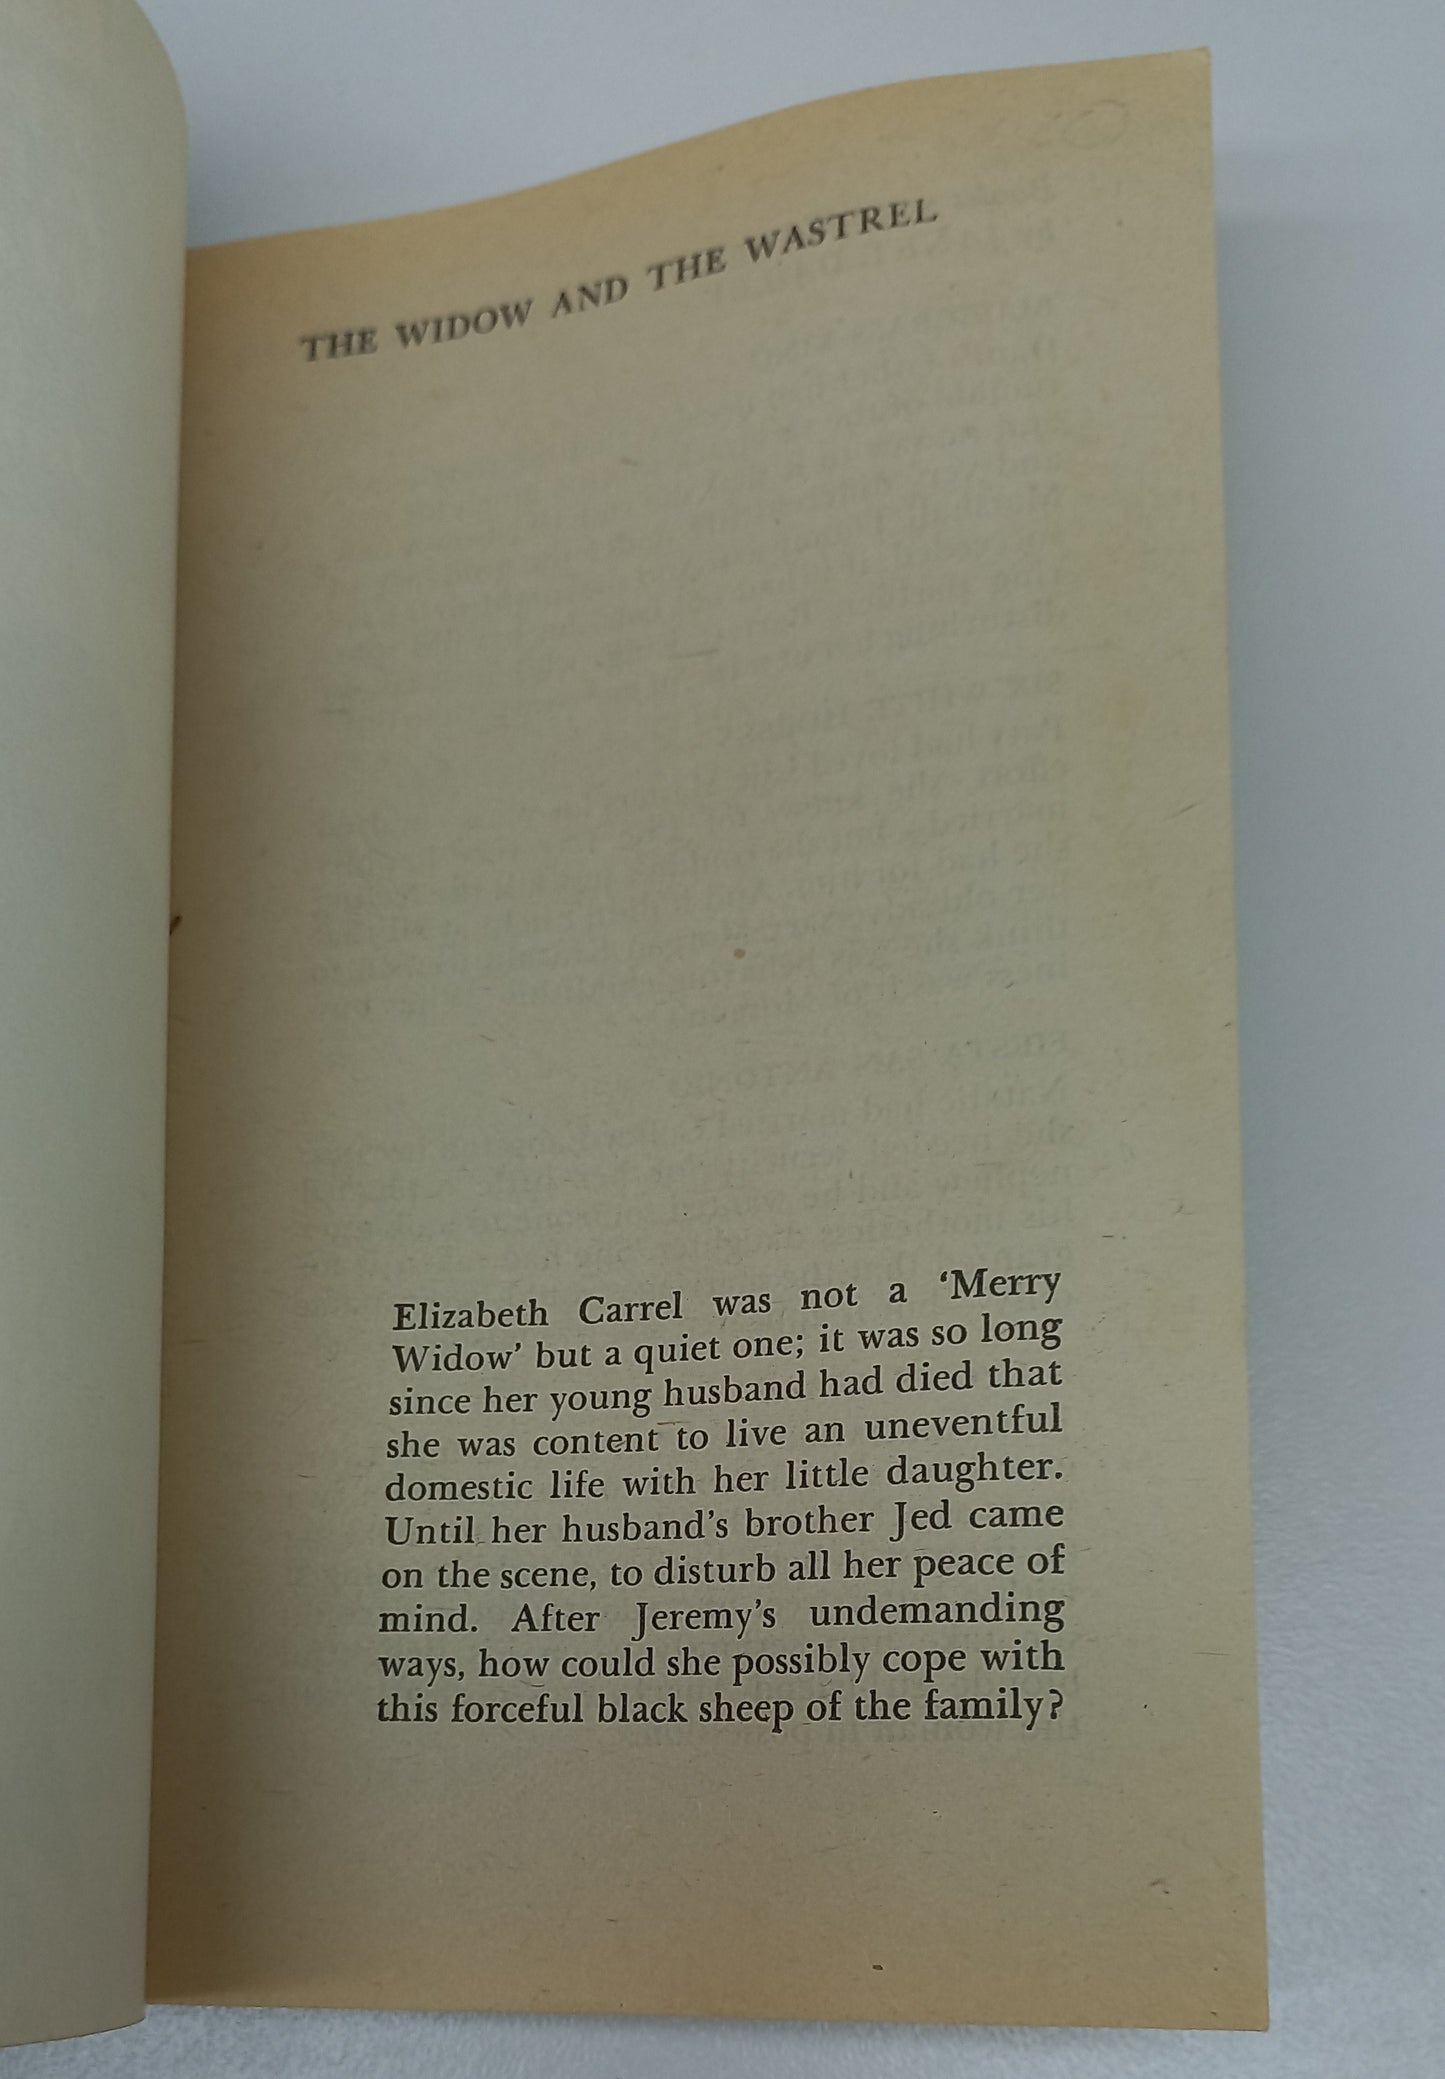 THE WIDOW AND THE WASTREL
Elizabeth Carrel was not a ‘Merry
Widow’ but a quiet one; it was so long
since her young husband had died that
she was content to live an uneventful
domestic life with her little daughter.
Until her husband’s brother Jed came
on the scene, to disturb all her peace of
mind. After Jeremy’s undemanding
ways, how could she possibly cope with
this forceful black sheep of the family?